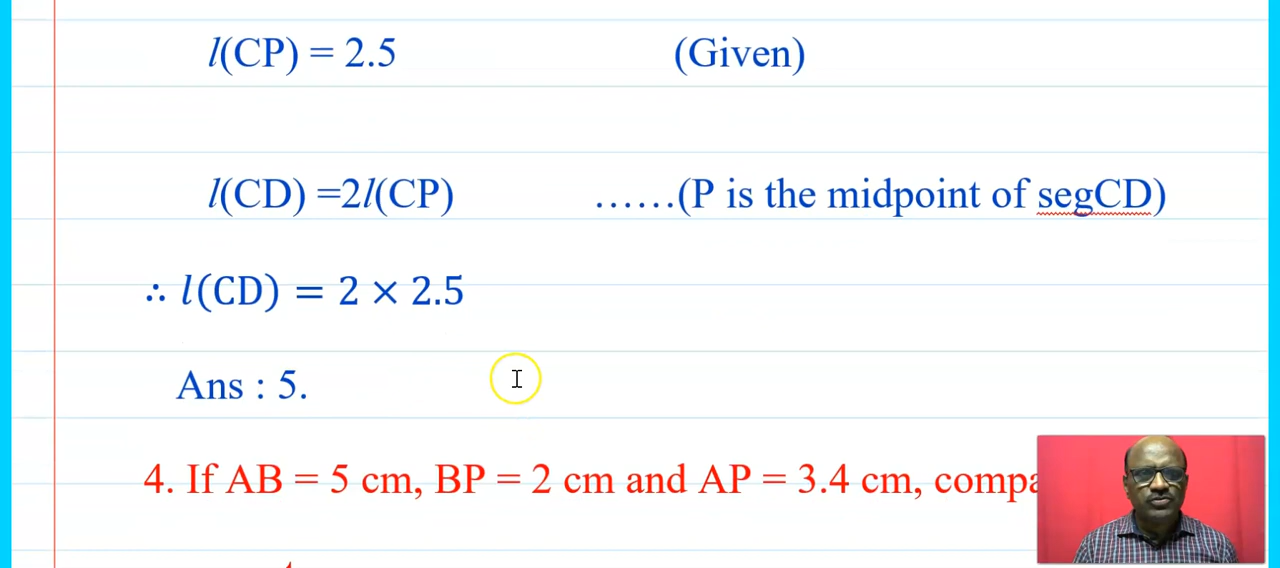 l(CP) = 2.5 (Given)
l(CD) =2l(CP) ……(P is the midpoint of segCD)
∴ l(CD) = 2 × 2.5
Ans : 5.
4. If AB = 5 cm, BP = 2 cm and AP = 3.4 cm,